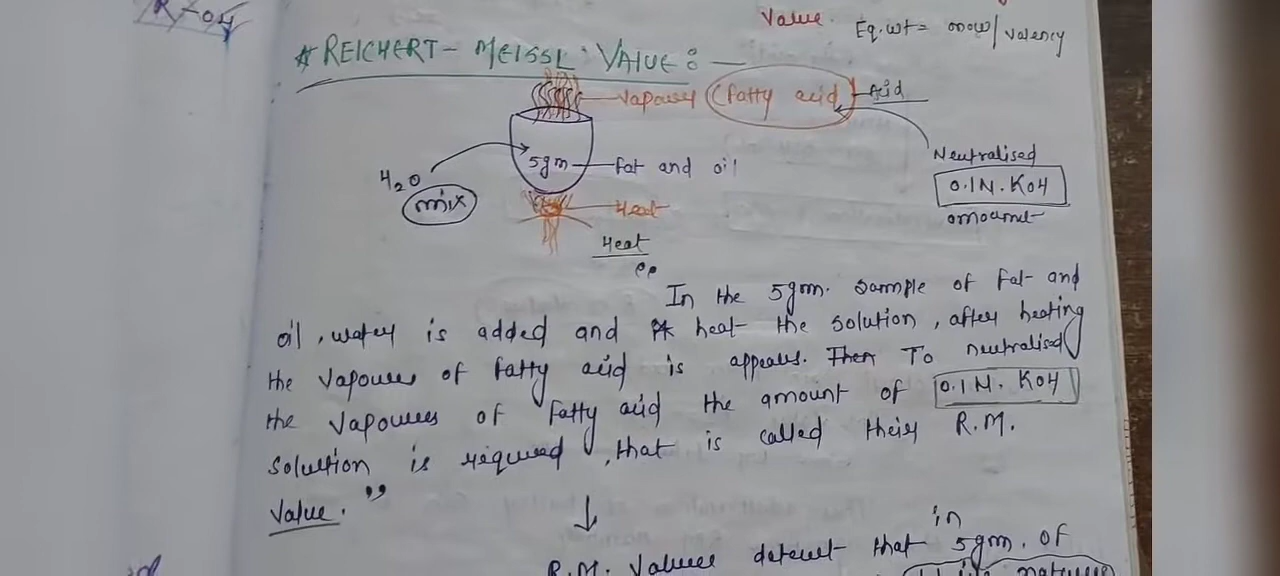 R-04
Value. Eq.wt = mow/valency
* REICHERT - MEISSL VALUE : —
Vapours (fatty acid) Acid
5gm fat and oil
H2O
mix
Neutralised
0.1N. KOH
amount
Heat
Heat
In the 5gm. sample of fat and
oil, water is added and heat the solution, after heating
the vapours of fatty acid is appears. Then To neutralised
the vapoures of fatty acid the amount of 0.1N. KOH
solution is required, that is called their R.M.
Value."
↓
R.M. Values detect that in 5gm. of